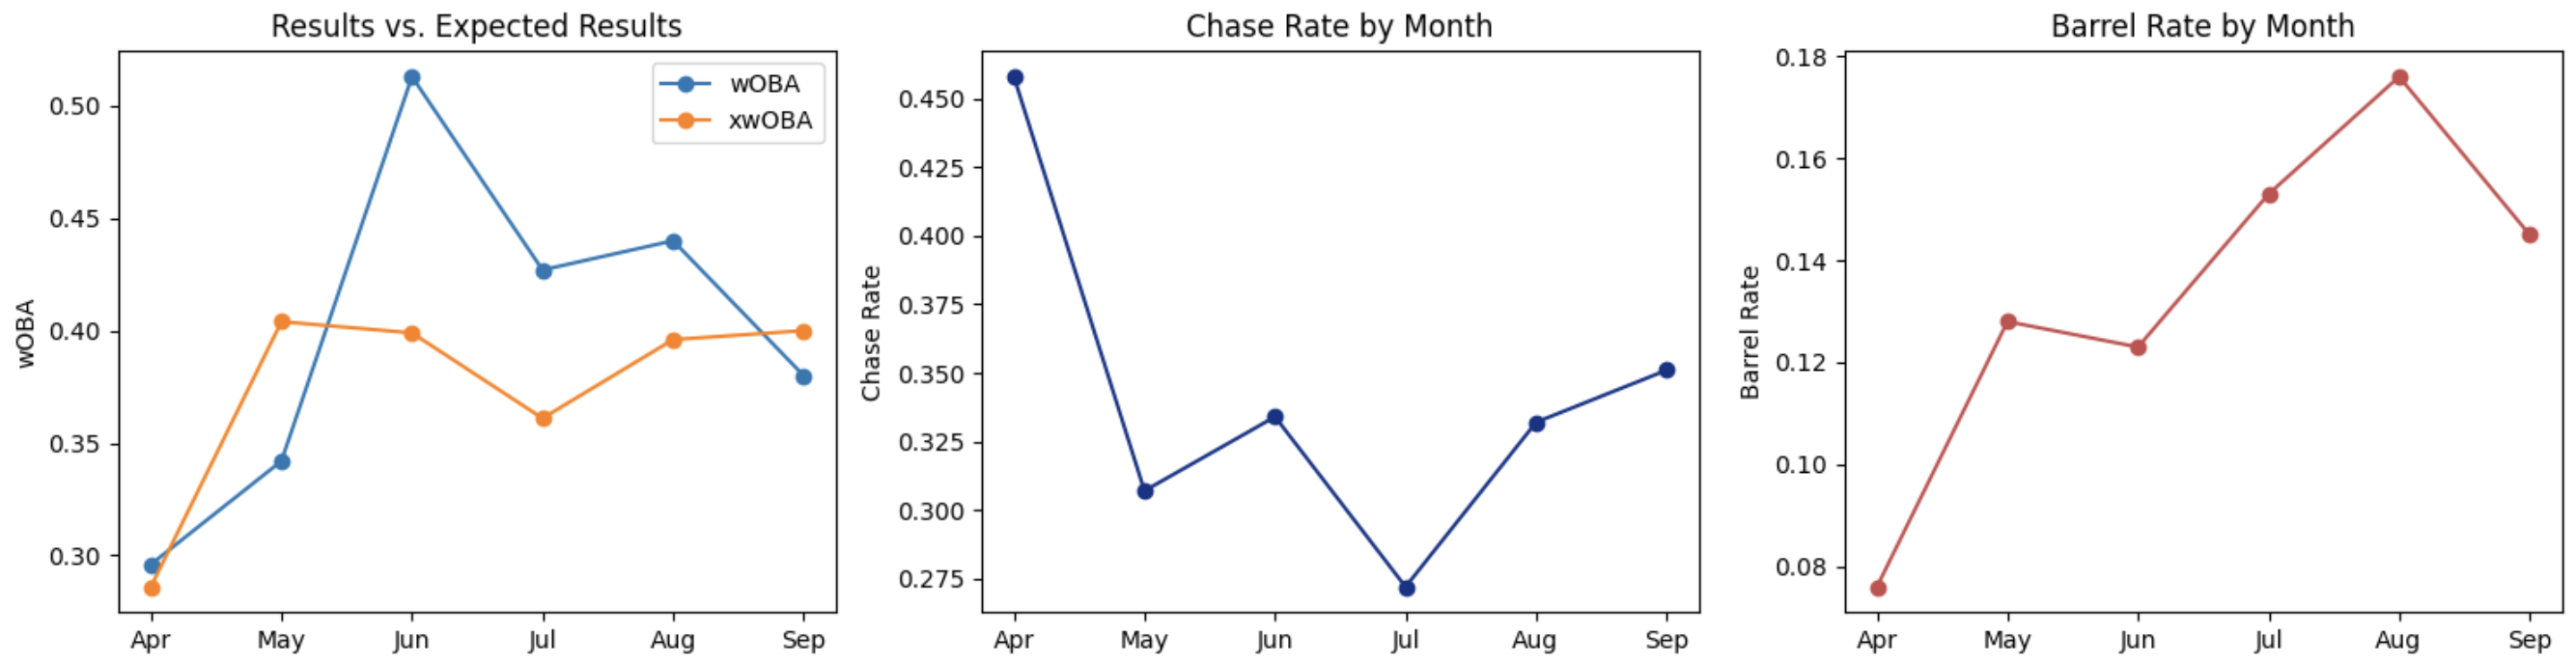 Results vs. Expected Results
wOBA
0.50
0.45
0.40
0.35
0.30
wOBA
xwOBA
Apr May Jun Jul Aug Sep
Chase Rate by Month
Chase Rate
0.450
0.425
0.400
0.375
0.350
0.325
0.300
0.275
Apr May Jun Jul Aug Sep
Barrel Rate by Month
Barrel Rate
0.18
0.16
0.14
0.12
0.10
0.08
Apr May Jun Jul Aug Sep